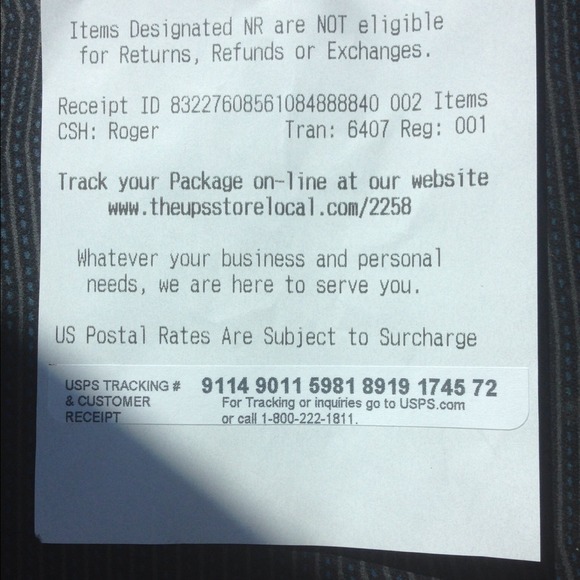 Items Designated NR are NOT eligible
for Returns, Refunds or Exchanges.
Receipt ID 83227608561084888840 002 Items
CSH: Roger Tran: 6407 Reg: 001
Track your Package on-line at our website
www.theupsstorelocal.com/2258
Whatever your business and personal
needs, we are here to serve you.
US Postal Rates Are Subject to Surcharge
USPS TRACKING # 9114 9011 5981 8919 1745 72
& CUSTOMER For Tracking or inquiries go to USPS.com
RECEIPT or call 1-800-222-1811.